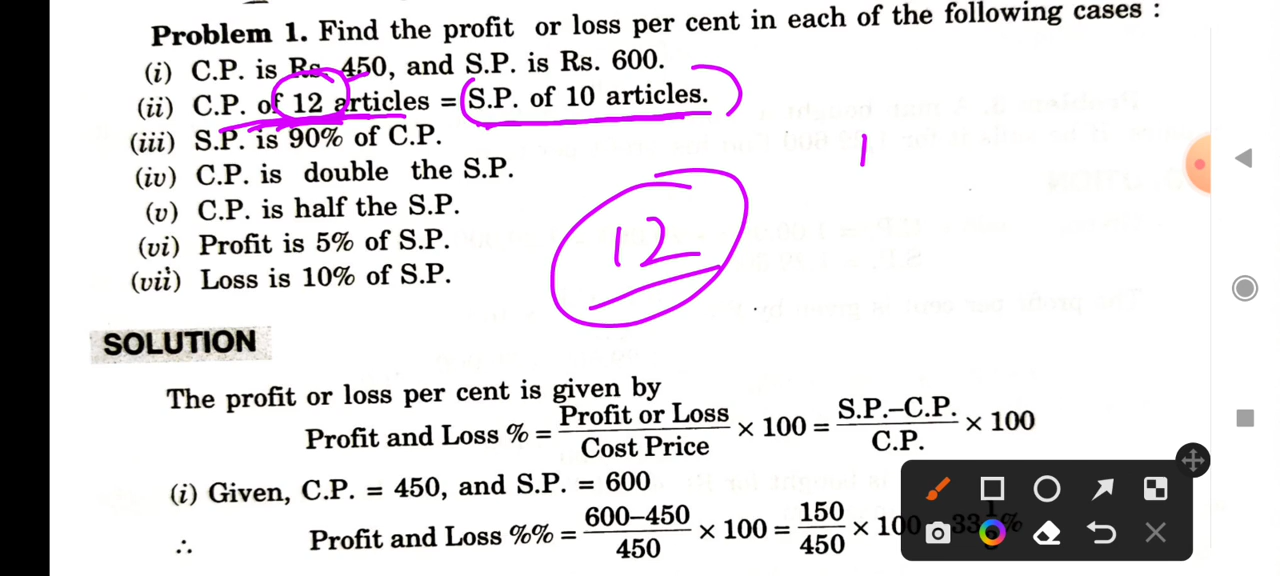 Problem 1. Find the profit or loss per cent in each of the following cases :
(i) C.P. is Rs. 450, and S.P. is Rs. 600.
(ii) C.P. of 12 articles = S.P. of 10 articles.
(iii) S.P. is 90% of C.P.
1
(iv) C.P. is double the S.P.
(v) C.P. is half the S.P.
12
(vi) Profit is 5% of S.P.
(vii) Loss is 10% of S.P.
SOLUTION
The profit or loss per cent is given by
Profit and Loss % = Profit or Loss / Cost Price × 100 = S.P.–C.P. / C.P. × 100
(i) Given, C.P. = 450, and S.P. = 600
∴ Profit and Loss %% = 600–450 / 450 × 100 = 150 / 450 × 100